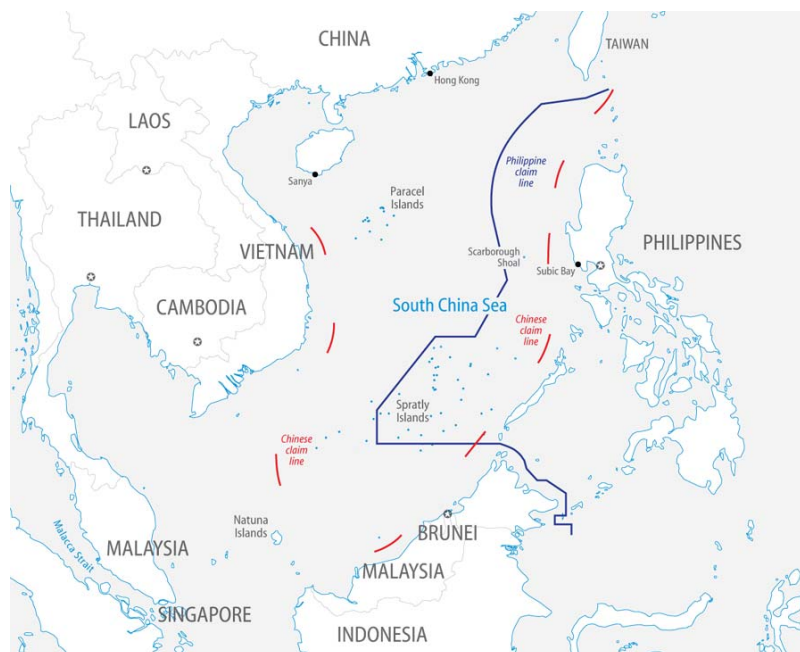 CHINA
TAIWAN
Hong Kong
LAOS
Philippine
claim
line
Sanya
Paracel
Islands
THAILAND
VIETNAM
Scarborough
Shoal
PHILIPPINES
Subic Bay
CAMBODIA
South China Sea
Chinese
claim
line
Spratly
Islands
Chinese
claim
line
Natuna
Islands
BRUNEI
Malacca Strait
MALAYSIA
MALAYSIA
SINGAPORE
INDONESIA